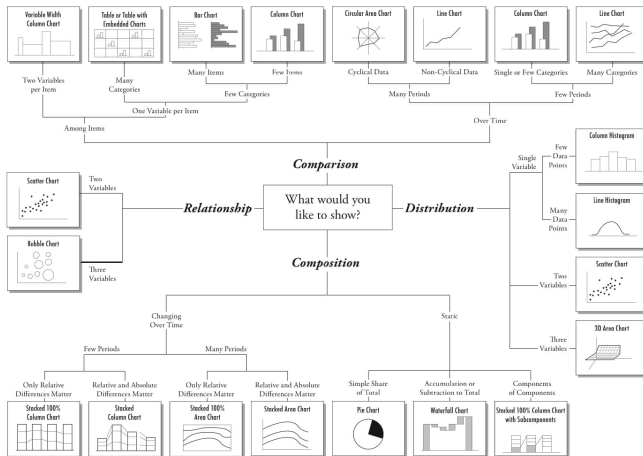 Variable Width
Column Chart
Table or Table with
Embedded Charts
Bar Chart
Column Chart
Circular Area Chart
Line Chart
Column Chart
Line Chart
Two Variables
per Item
Many
Categories
Many Items
Few Items
Cyclical Data
Non-Cyclical Data
Single or Few Categories
Many Categories
Few Categories
Many Periods
Few Periods
One Variable per Item
Among Items
Over Time
Comparison
What would you
like to show?
Relationship
Scatter Chart
Two
Variables
Bubble Chart
Three
Variables
Distribution
Single
Variable
Few
Data
Points
Column Histogram
Many
Data
Points
Line Histogram
Two
Variables
Scatter Chart
Three
Variables
3D Area Chart
Composition
Changing
Over Time
Static
Few Periods
Many Periods
Only Relative
Differences Matter
Relative and Absolute
Differences Matter
Only Relative
Differences Matter
Relative and Absolute
Differences Matter
Simple Share
of Total
Accumulation or
Subtraction to Total
Components
of Components
Stacked 100%
Column Chart
Stacked
Column Chart
Stacked 100%
Area Chart
Stacked Area Chart
Pie Chart
Waterfall Chart
Stacked 100% Column Chart
with Subcomponents